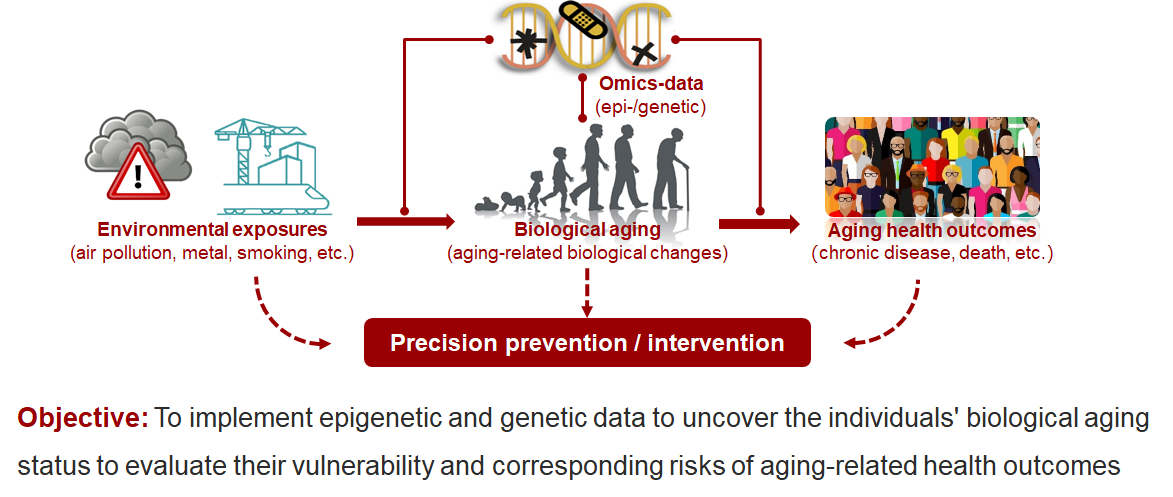 Omics-data
(epi-/genetic)
Environmental exposures
(air pollution, metal, smoking, etc.)
Biological aging
(aging-related biological changes)
Aging health outcomes
(chronic disease, death, etc.)
Precision prevention / intervention
Objective: To implement epigenetic and genetic data to uncover the individuals' biological aging
status to evaluate their vulnerability and corresponding risks of aging-related health outcomes